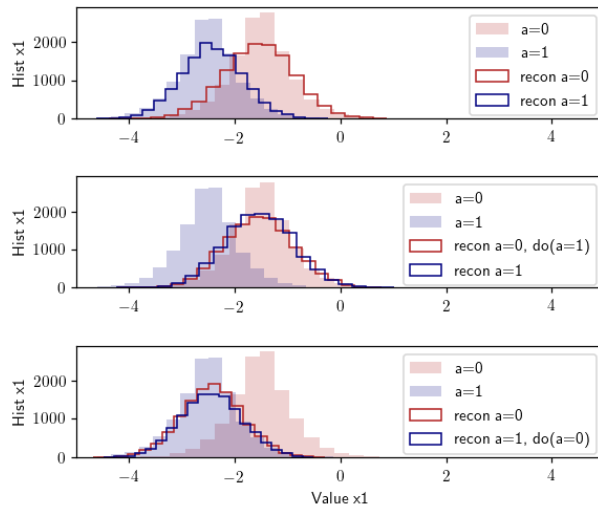 Hist x1
2000
1000
0
a=0
a=1
recon a=0
recon a=1
−4 −2 0 2 4
Hist x1
2000
1000
0
a=0
a=1
recon a=0, do(a=1)
recon a=1
−4 −2 0 2 4
Hist x1
2000
1000
0
a=0
a=1
recon a=0
recon a=1, do(a=0)
−4 −2 0 2 4
Value x1